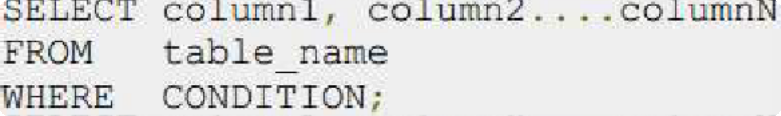 SELECT column1, column2....columnN
FROM table_name
WHERE CONDITION;